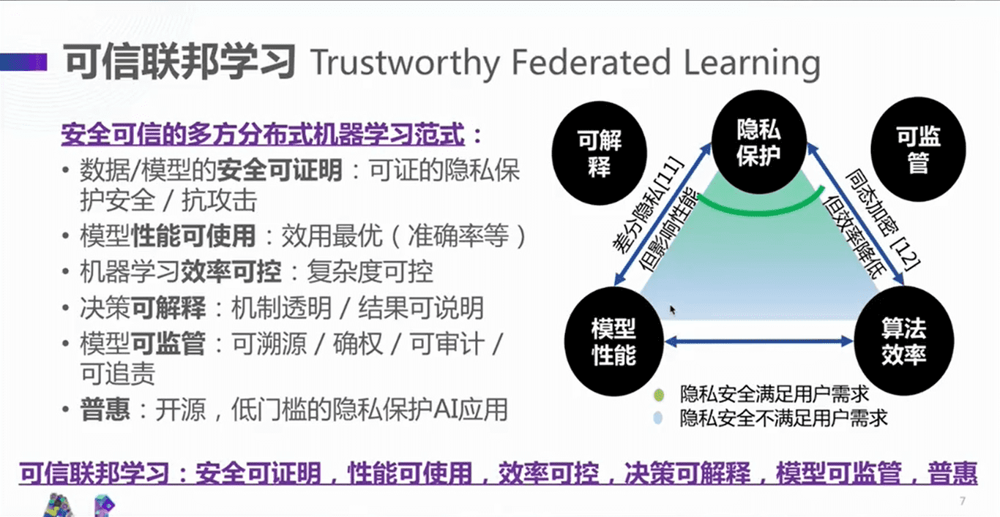 可信联邦学习 Trustworthy Federated Learning
安全可信的多方分布式机器学习范式：
• 数据/模型的安全可证明：可证的隐私保
护安全 / 抗攻击
• 模型性能可使用：效用最优（准确率等）
• 机器学习效率可控：复杂度可控
• 决策可解释：机制透明 / 结果可说明
• 模型可监管：可溯源 / 确权 / 可审计 /
可追责
• 普惠：开源，低门槛的隐私保护AI应用
可解
释
隐私
保护
可监
管
差分隐私[11]
但影响性能
同态加密 [12]
但效率降低
模型
性能
算法
效率
隐私安全满足用户需求
隐私安全不满足用户需求
可信联邦学习：安全可证明，性能可使用，效率可控，决策可解释，模型可监管，普惠
7